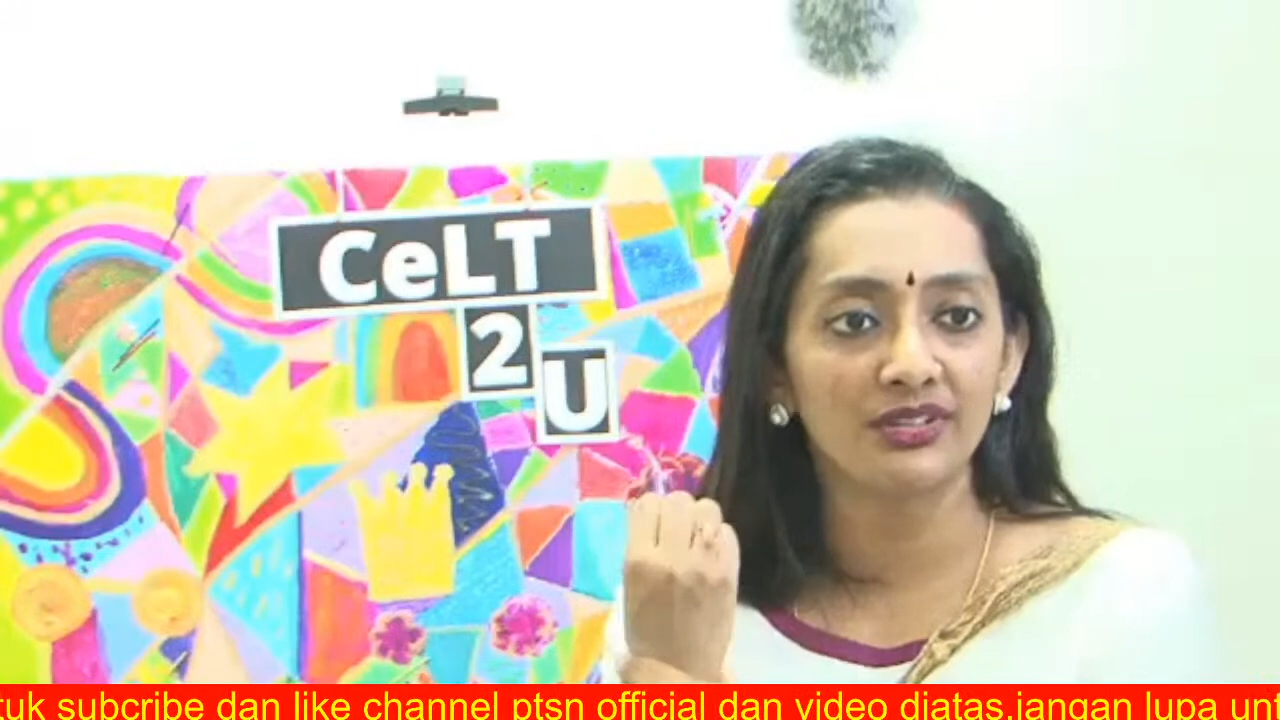 CeLT
2
U
tuk subcribe dan like channel ptsn official dan video diatas.jangan lupa unt